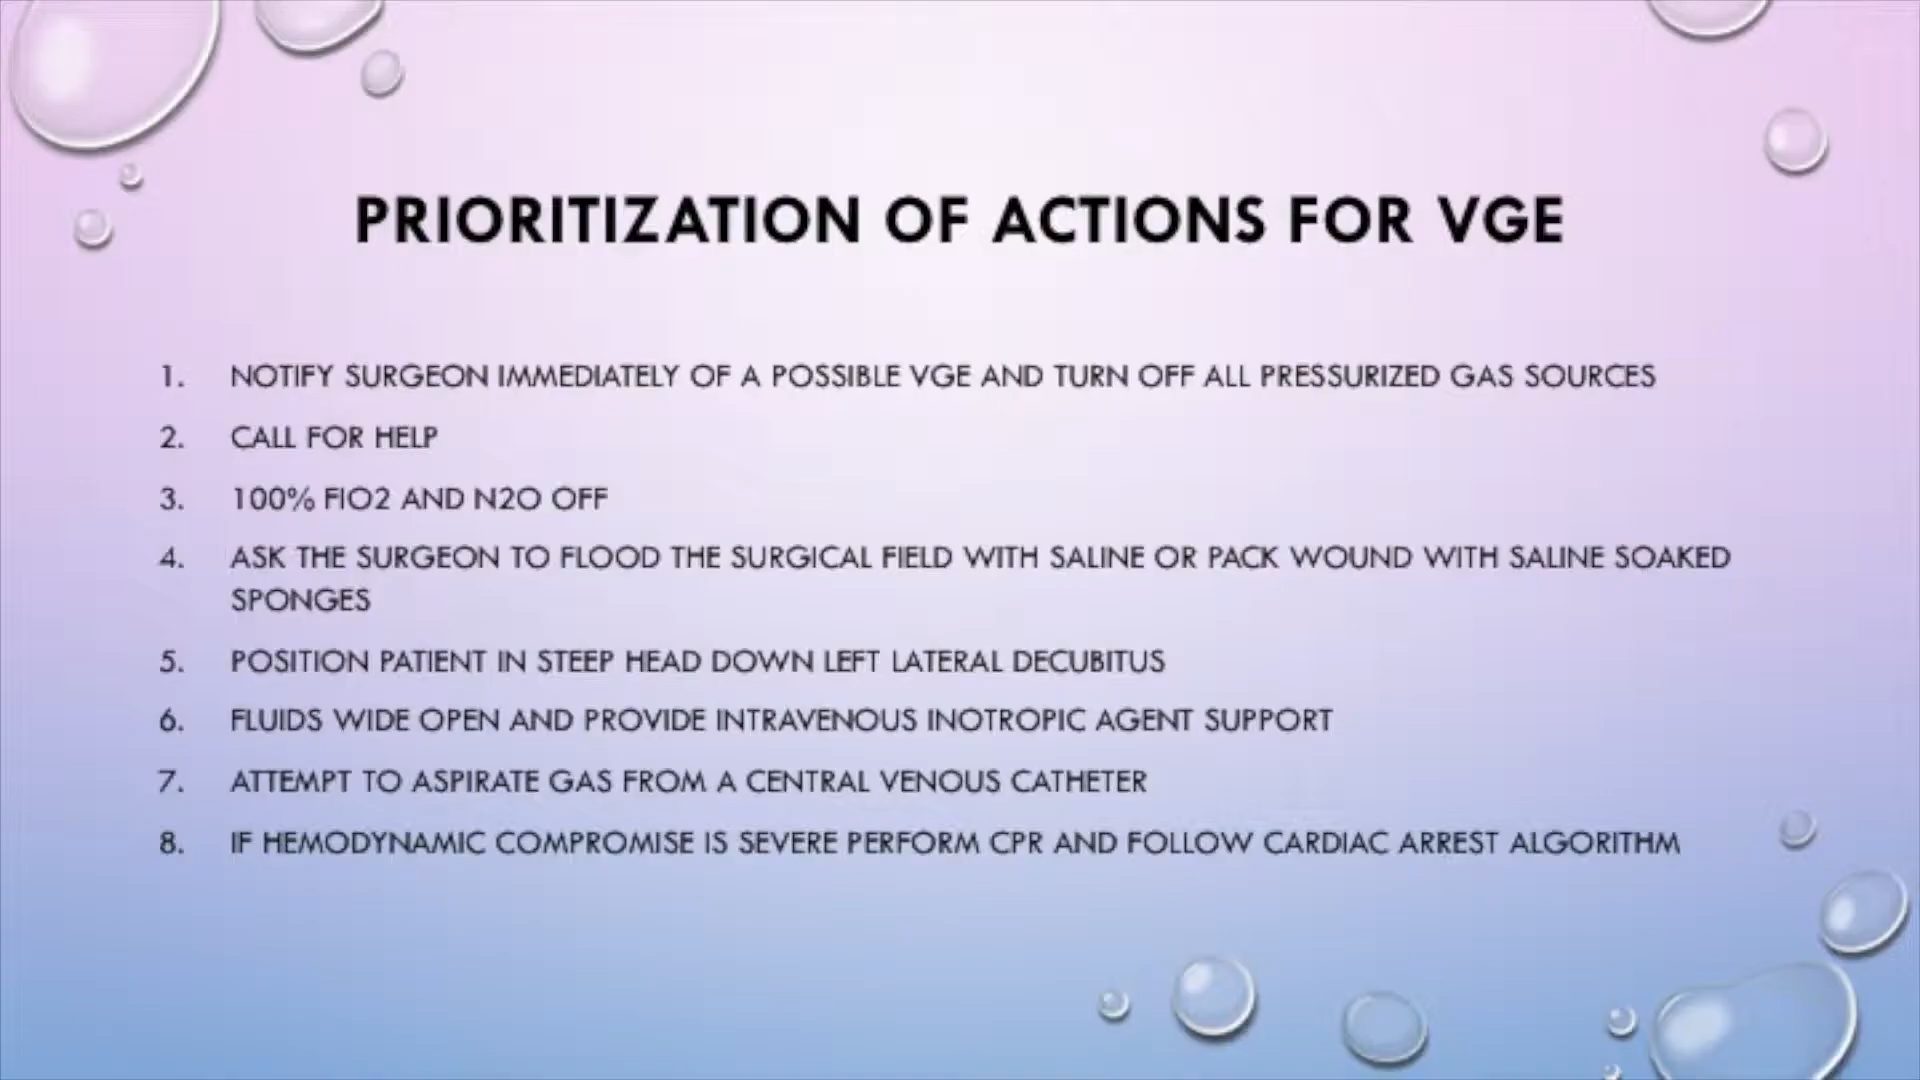 PRIORITIZATION OF ACTIONS FOR VGE
1. NOTIFY SURGEON IMMEDIATELY OF A POSSIBLE VGE AND TURN OFF ALL PRESSURIZED GAS SOURCES
2. CALL FOR HELP
3. 100% FIO2 AND N2O OFF
4. ASK THE SURGEON TO FLOOD THE SURGICAL FIELD WITH SALINE OR PACK WOUND WITH SALINE SOAKED
SPONGES
5. POSITION PATIENT IN STEEP HEAD DOWN LEFT LATERAL DECUBITUS
6. FLUIDS WIDE OPEN AND PROVIDE INTRAVENOUS INOTROPIC AGENT SUPPORT
7. ATTEMPT TO ASPIRATE GAS FROM A CENTRAL VENOUS CATHETER
8. IF HEMODYNAMIC COMPROMISE IS SEVERE PERFORM CPR AND FOLLOW CARDIAC ARREST ALGORITHM